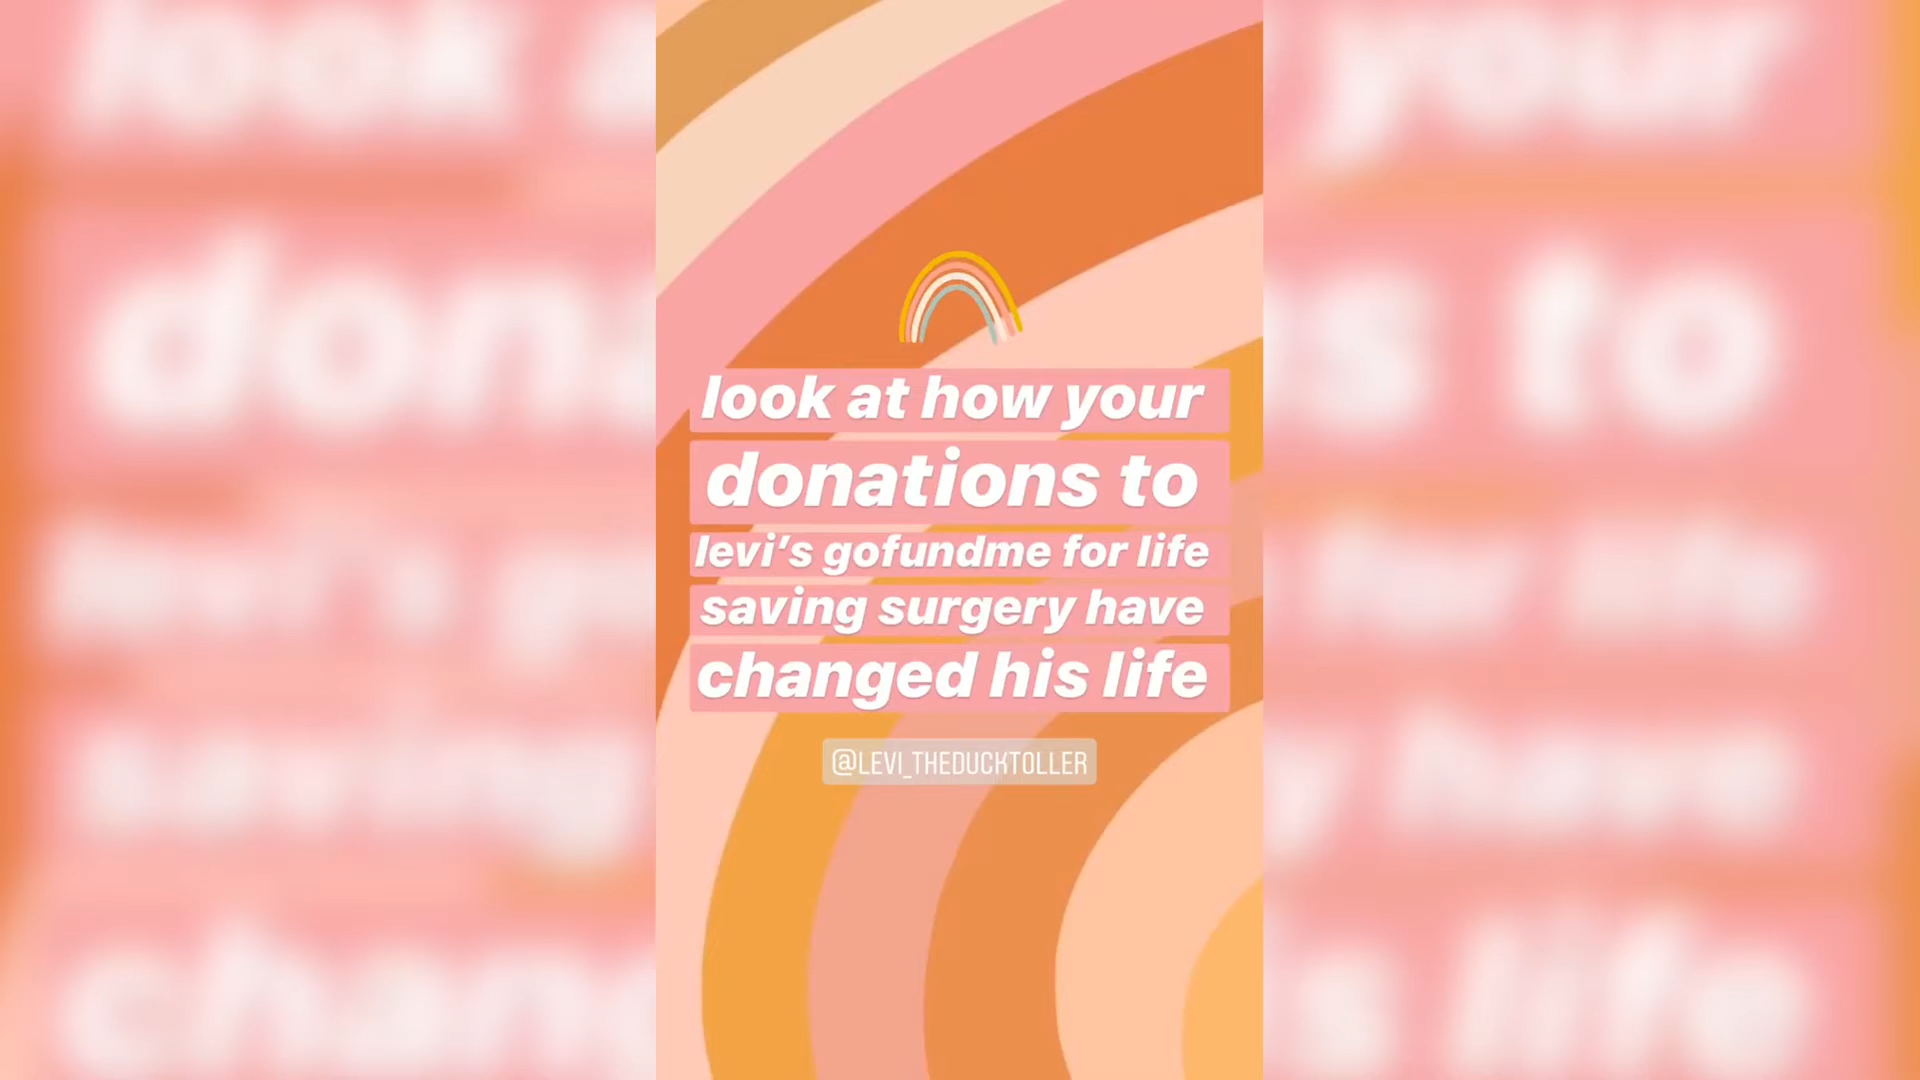 look at how your
donations to
levi's gofundme for life
saving surgery have
changed his life
@LEVI_THEDUCKTOLLER